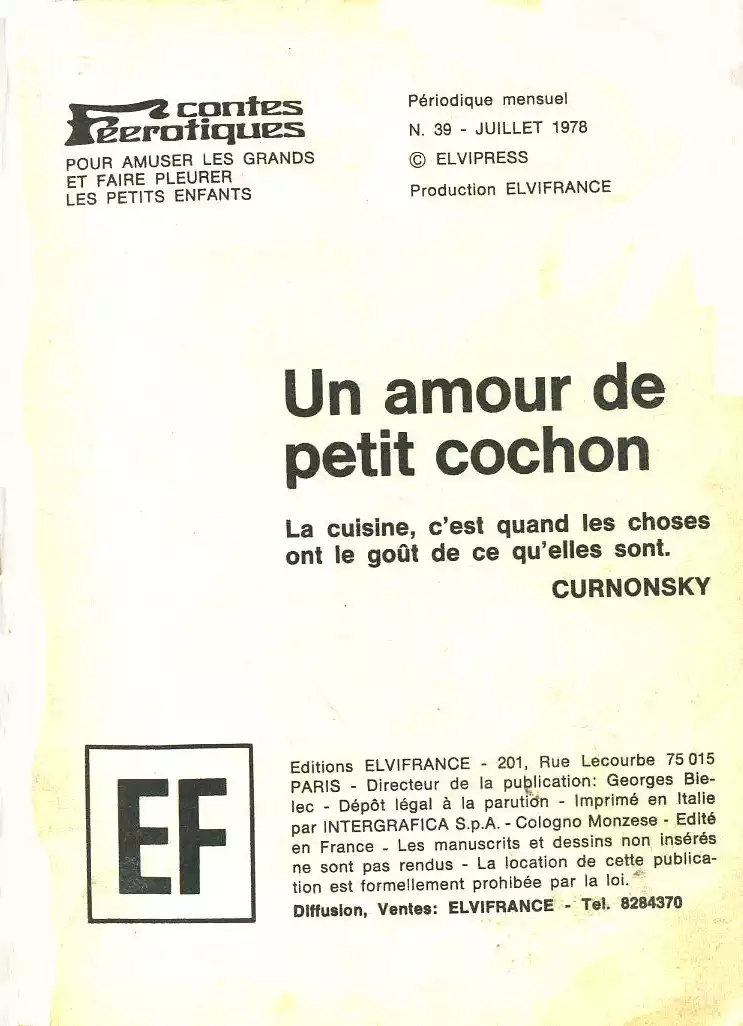 contes
Féerotiques
POUR AMUSER LES GRANDS
ET FAIRE PLEURER
LES PETITS ENFANTS
Périodique mensuel
N. 39 - JUILLET 1978
© ELVIPRESS
Production ELVIFRANCE
Un amour de
petit cochon
La cuisine, c'est quand les choses
ont le goût de ce qu'elles sont.
CURNONSKY
EF
Editions ELVIFRANCE - 201, Rue Lecourbe 75015
PARIS - Directeur de la publication: Georges Bie-
lec - Dépôt légal à la parution - Imprimé en Italie
par INTERGRAFICA S.p.A. - Cologno Monzese - Edité
en France - Les manuscrits et dessins non insérés
ne sont pas rendus - La location de cette publica-
tion est formellement prohibée par la loi.
Diffusion, Ventes: ELVIFRANCE - Tel. 8284370